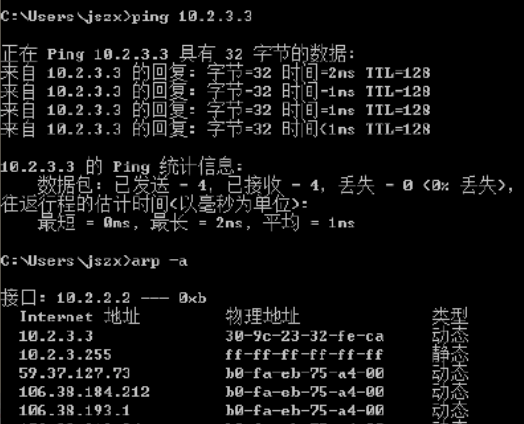 C:\Users\jszx>ping 10.2.3.3
正在 Ping 10.2.3.3 具有 32 字节的数据:
来自 10.2.3.3 的回复: 字节=32 时间=2ms TTL=128
来自 10.2.3.3 的回复: 字节=32 时间=1ms TTL=128
来自 10.2.3.3 的回复: 字节=32 时间=1ms TTL=128
来自 10.2.3.3 的回复: 字节=32 时间<1ms TTL=128
10.2.3.3 的 Ping 统计信息:
数据包: 已发送 = 4, 已接收 = 4, 丢失 = 0 (0% 丢失),
往返行程的估计时间(以毫秒为单位):
最短 = 0ms, 最长 = 2ms, 平均 = 1ms
C:\Users\jszx>arp -a
接口: 10.2.2.2 --- 0xb
Internet 地址 物理地址 类型
10.2.3.3 30-9c-23-32-fe-ca 动态
10.2.3.255 ff-ff-ff-ff-ff-ff 静态
59.37.127.73 b0-fa-eb-75-a4-00 动态
106.38.184.212 b0-fa-eb-75-a4-00 动态
106.38.193.1 b0-fa-eb-75-a4-00 动态